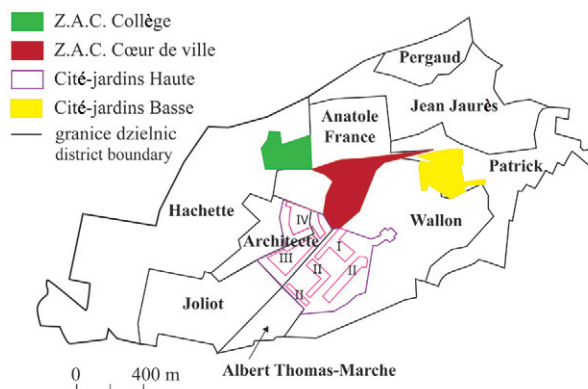 Z.A.C. Collège
Z.A.C. Cœur de ville
Cité-jardins Haute
Cité-jardins Basse
granice dzielnic
district boundary
Pergaud
Jean Jaurès
Anatole
France
Patrick
Hachette
Wallon
IV
Architecte
I
III
II
II
II
Joliot
Albert Thomas-Marche
0 400 m